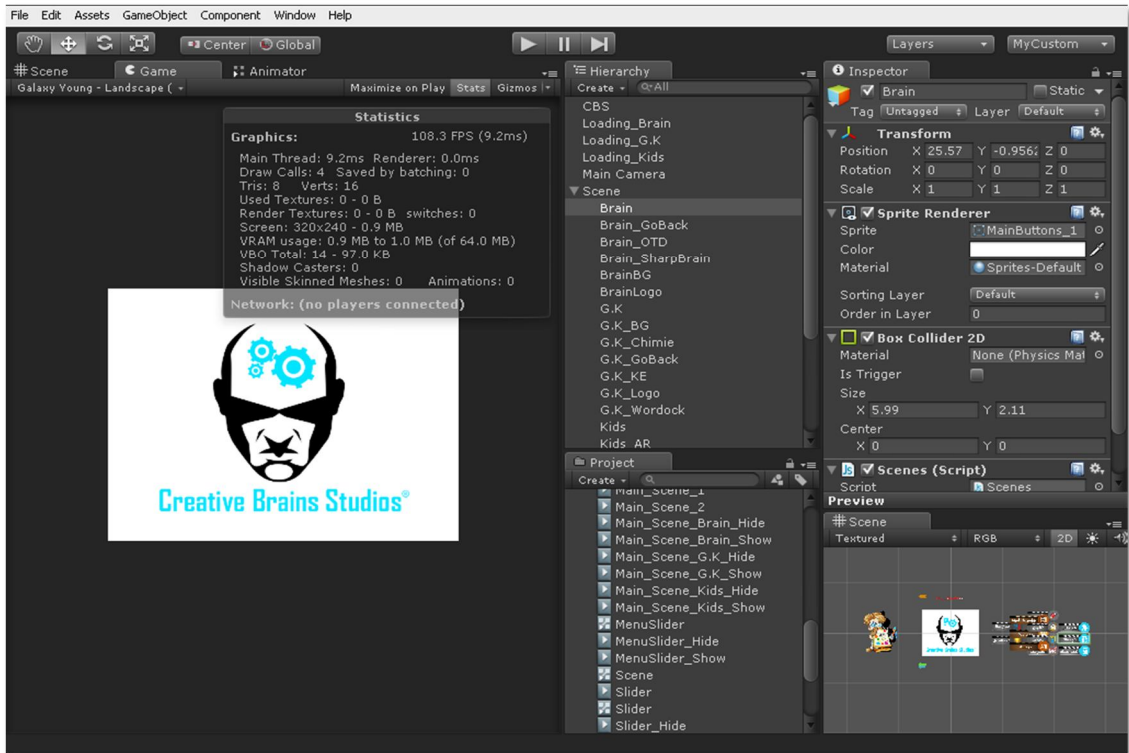 File Edit Assets GameObject Component Window Help
Center Global
Layers MyCustom
Scene Game Animator
Galaxy Young - Landscape ( Maximize on Play Stats Gizmos
Statistics
Graphics: 108.3 FPS (9.2ms)
Main Thread: 9.2ms Renderer: 0.0ms
Draw Calls: 4 Saved by batching: 0
Tris: 8 Verts: 16
Used Textures: 0 - 0 B
Render Textures: 0 - 0 B switches: 0
Screen: 320x240 - 0.9 MB
VRAM usage: 0.9 MB to 1.0 MB (of 64.0 MB)
VBO Total: 14 - 97.0 KB
Shadow Casters: 0
Visible Skinned Meshes: 0 Animations: 0
Network: (no players connected)
Creative Brains Studios®
Hierarchy
Create All
CBS
Loading_Brain
Loading_G.K
Loading_Kids
Main Camera
Scene
Brain
Brain_GoBack
Brain_OTD
Brain_SharpBrain
BrainBG
BrainLogo
G.K
G.K_BG
G.K_Chimie
G.K_GoBack
G.K_KE
G.K_Logo
G.K_Wordock
Kids
Kids_AR
Project
Create
Main_Scene_1
Main_Scene_2
Main_Scene_Brain_Hide
Main_Scene_Brain_Show
Main_Scene_G.K_Hide
Main_Scene_G.K_Show
Main_Scene_Kids_Hide
Main_Scene_Kids_Show
MenuSlider
MenuSlider_Hide
MenuSlider_Show
Scene
Slider
Slider
Slider_Hide
Inspector
Brain Static
Tag Untagged Layer Default
Transform
Position X 25.57 Y -0.956 Z 0
Rotation X 0 Y 0 Z 0
Scale X 1 Y 1 Z 1
Sprite Renderer
Sprite MainButtons_1
Color
Material Sprites-Default
Sorting Layer Default
Order in Layer 0
Box Collider 2D
Material None (Physics Mat
Is Trigger
Size
X 5.99 Y 2.11
Center
X 0 Y 0
JS Scenes (Script)
Script Scenes
Preview
Scene
Textured RGB 2D